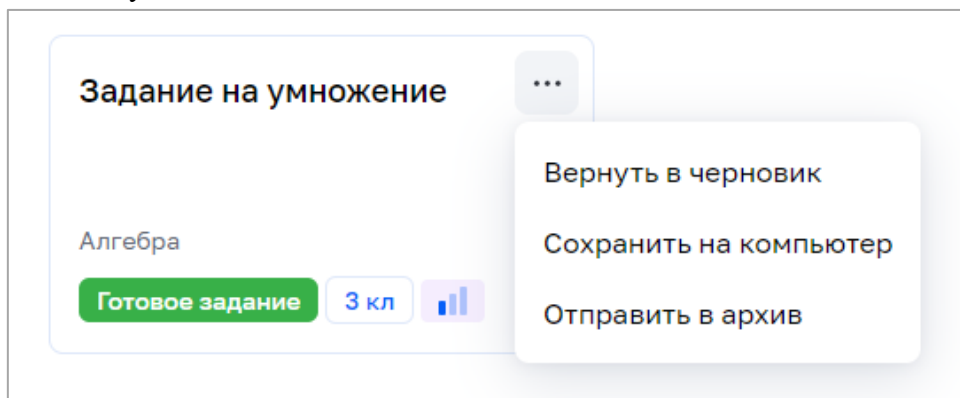 Задание на умножение
...
Вернуть в черновик
Сохранить на компьютер
Отправить в архив
Алгебра
Готовое задание 3 кл